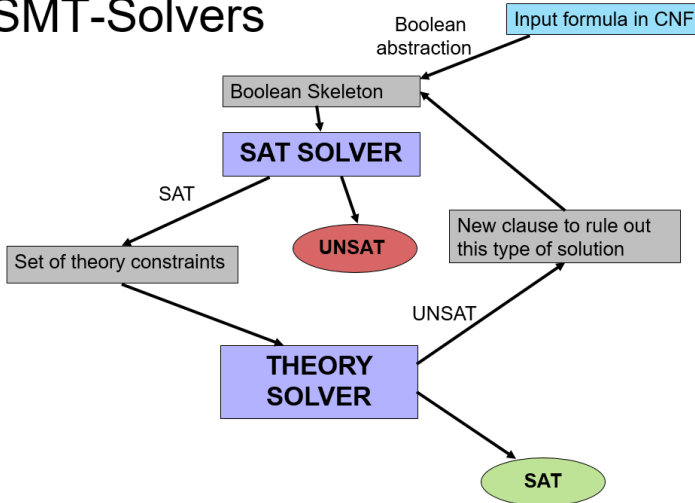 SMT-Solvers
Input formula in CNF
Boolean
abstraction
Boolean Skeleton
SAT SOLVER
SAT
UNSAT
New clause to rule out
this type of solution
Set of theory constraints
UNSAT
THEORY
SOLVER
SAT